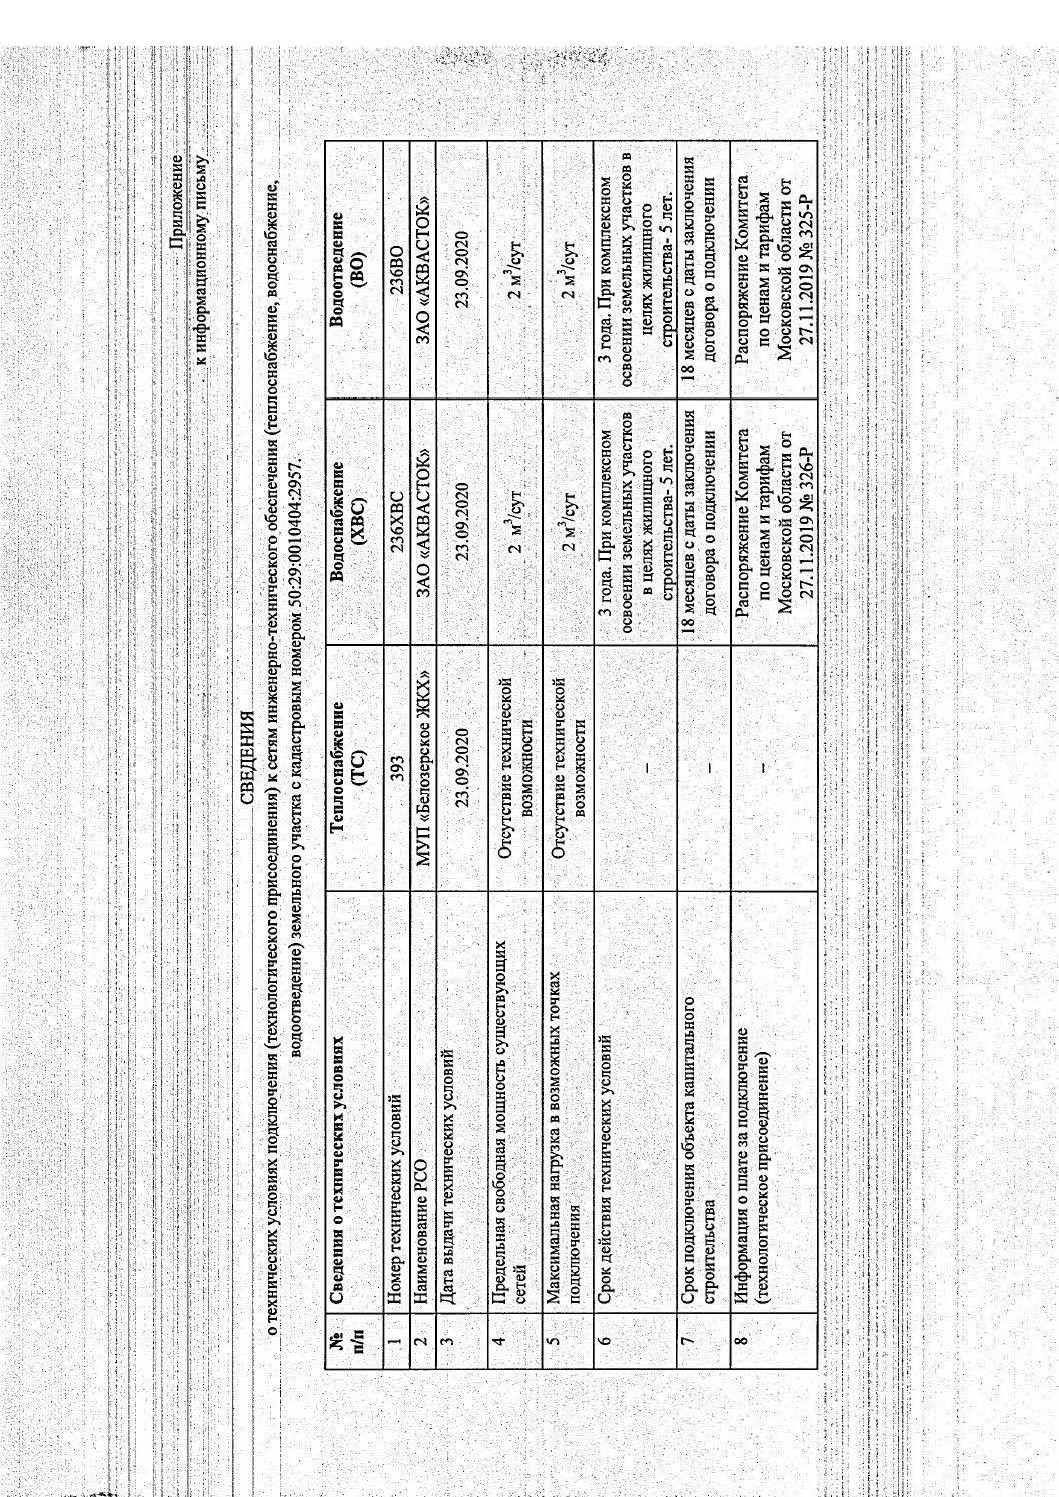 Приложение
к информационному письму
СВЕДЕНИЯ
о технических условиях подключения (технологического присоединения) к сетям инженерно-технического обеспечения (теплоснабжение, водоснабжение,
водоотведение) земельного участка с кадастровым номером 50:29:0010404:2957.
№ п/п Сведения о технических условиях Теплоснабжение (ТС) Водоснабжение (ХВС) Водоотведение (ВО)
1 Номер технических условий 393 236ХВС 236ВО
2 Наименование РСО МУП «Белозерское ЖКХ» ЗАО «АКВАСТОК» ЗАО «АКВАСТОК»
3 Дата выдачи технических условий 23.09.2020 23.09.2020 23.09.2020
4 Предельная свободная мощность существующих
сетей
Отсутствие технической
возможности
2 м³/сут
2 м³/сут
5 Максимальная нагрузка в возможных точках
подключения
Отсутствие технической
возможности
2 м³/сут
2 м³/сут
6 Срок действия технических условий
–
3 года. При комплексном
освоении земельных участков
в целях жилищного
строительства- 5 лет.
3 года. При комплексном
освоении земельных участков в
целях жилищного
строительства- 5 лет.
7 Срок подключения объекта капитального
строительства
–
18 месяцев с даты заключения
договора о подключении
18 месяцев с даты заключения
договора о подключении
8 Информация о плате за подключение
(технологическое присоединение)
–
Распоряжение Комитета
по ценам и тарифам
Московской области от
27.11.2019 № 326-Р
Распоряжение Комитета
по ценам и тарифам
Московской области от
27.11.2019 № 325-Р